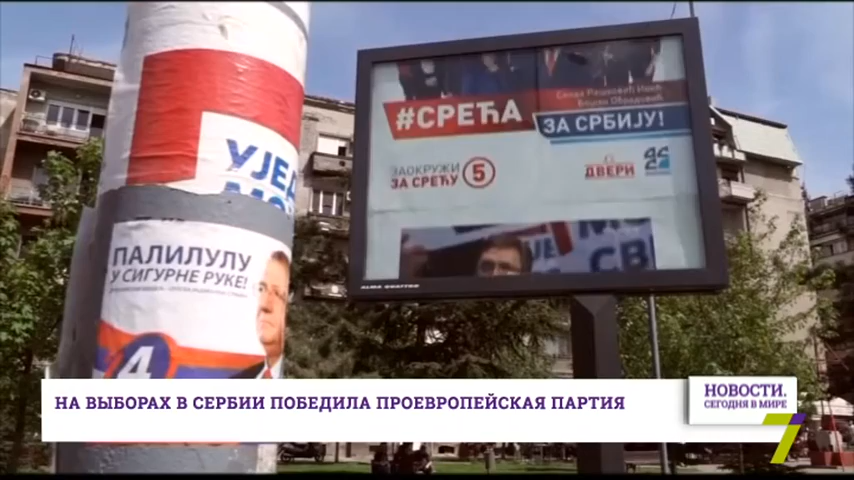 #СРЕЋА
ЗА СРБИЈУ!
ЗАОКРУЖИ
ЗА СРЕЋУ 5
ДВЕРИ
УЈЕД
ПАЛИЛУЛУ
У СИГУРНЕ РУКЕ!
4
НА ВЫБОРАХ В СЕРБИИ ПОБЕДИЛА ПРОЕВРОПЕЙСКАЯ ПАРТИЯ
НОВОСТИ.
СЕГОДНЯ В МИРЕ
7